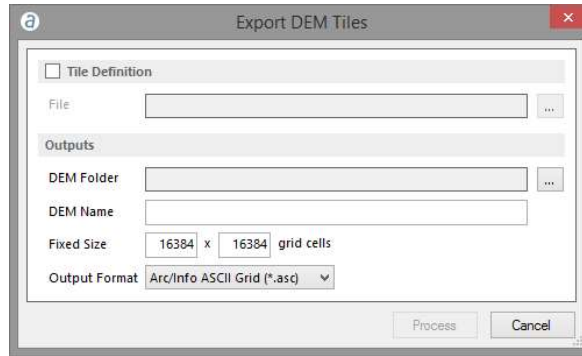 a Export DEM Tiles ×
Tile Definition
File ...
Outputs
DEM Folder ...
DEM Name
Fixed Size 16384 x 16384 grid cells
Output Format Arc/Info ASCII Grid (*.asc)
Process Cancel